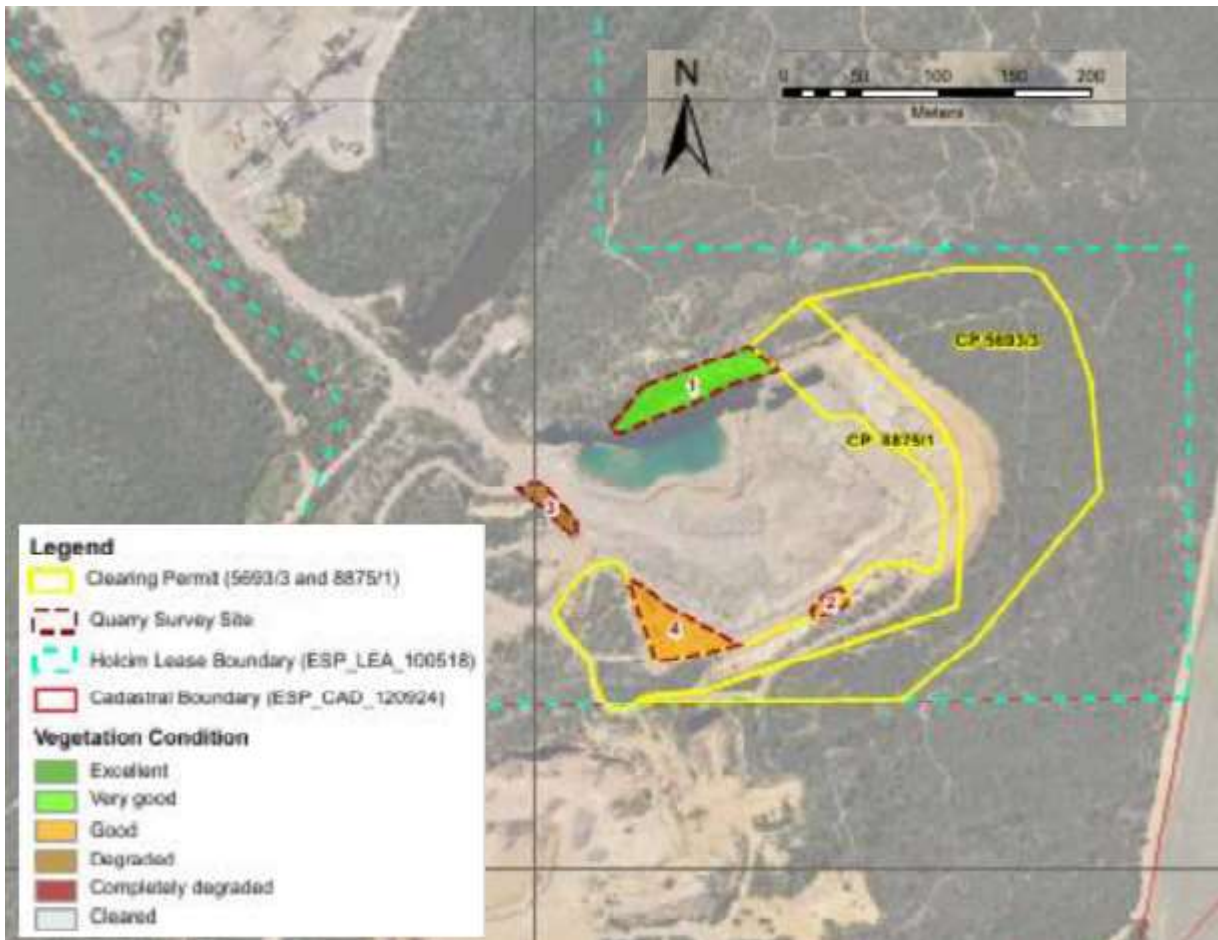 N
0 50 100 150 200
Meters
CP 5693/3
CP 8875/1
1
3
2
4
Legend
Clearing Permit (5693/3 and 8875/1)
Quarry Survey Site
Holcim Lease Boundary (ESP_LEA_100518)
Cadastral Boundary (ESP_CAD_120924)
Vegetation Condition
Excellent
Very good
Good
Degraded
Completely degraded
Cleared